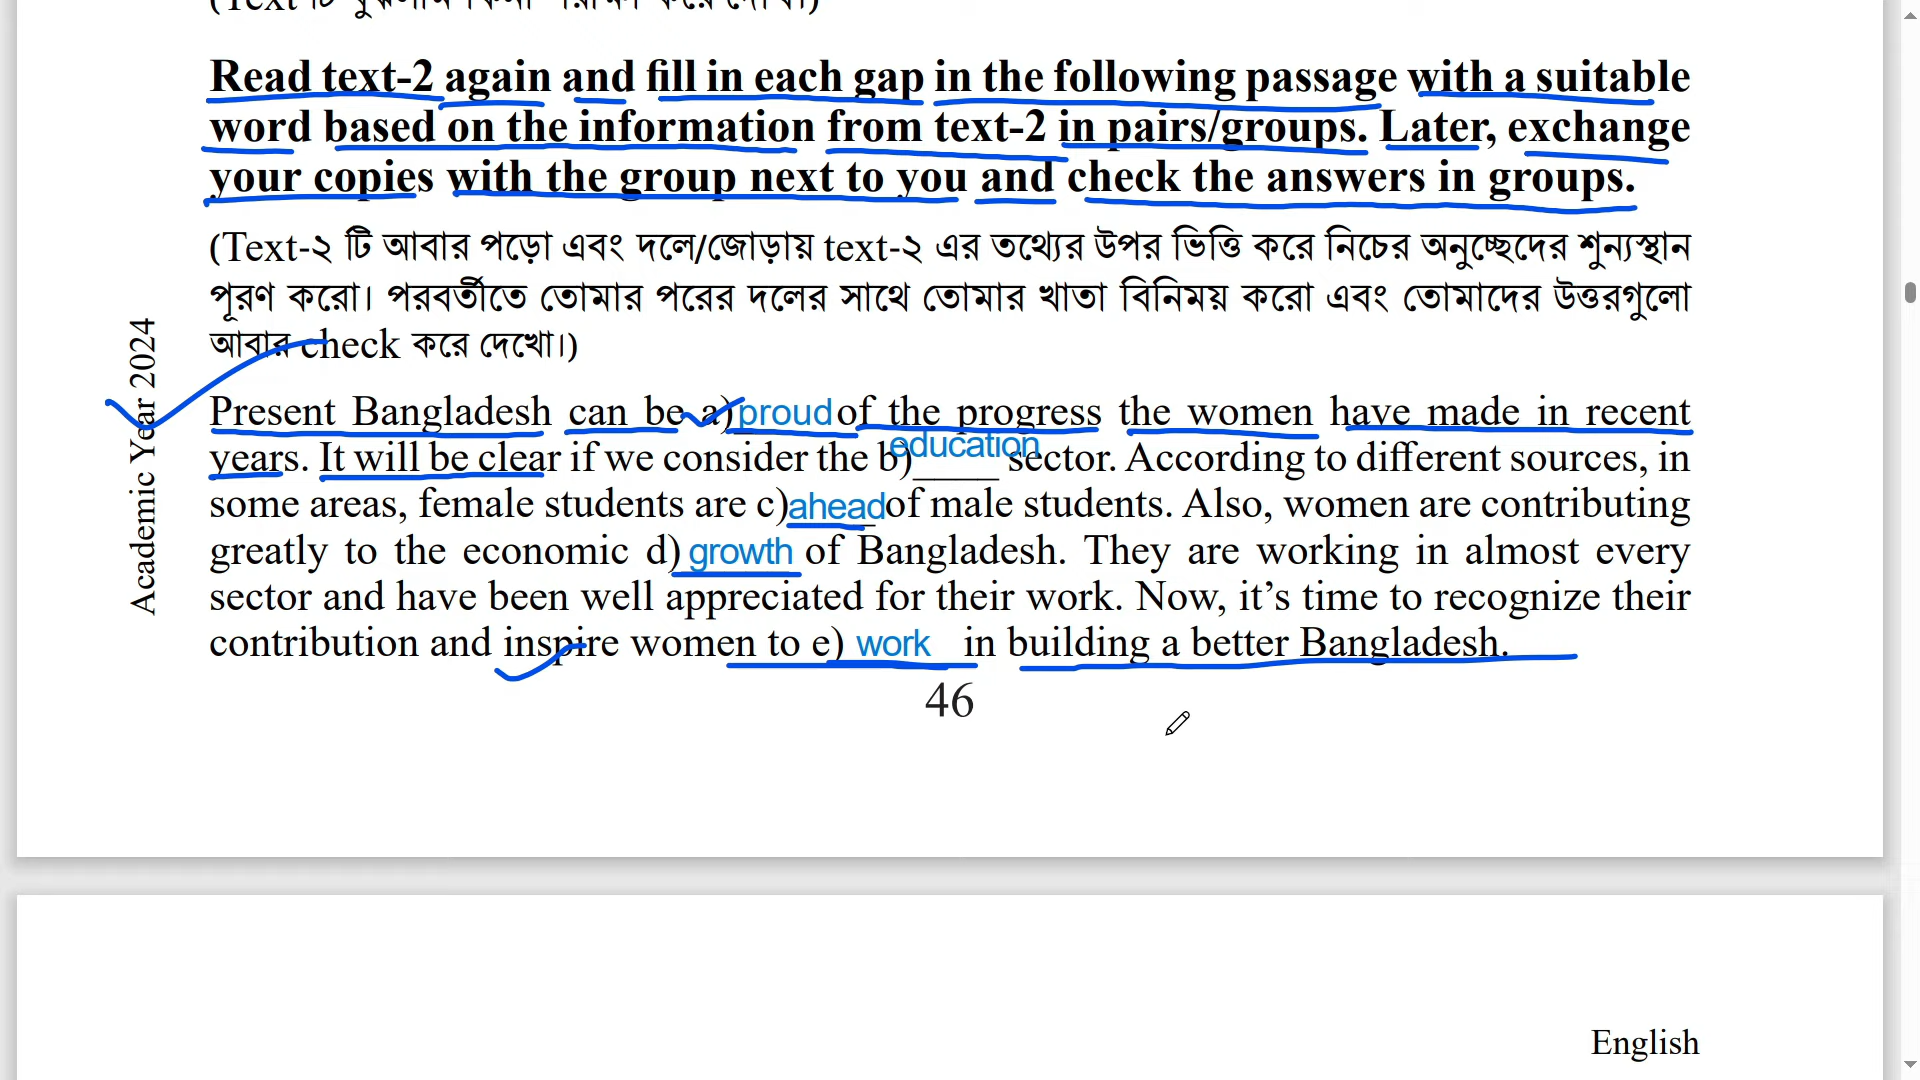 Read text-2 again and fill in each gap in the following passage with a suitable
word based on the information from text-2 in pairs/groups. Later, exchange
your copies with the group next to you and check the answers in groups.
(Text-২ টি আবার পড়ো এবং দলে/জোড়ায় text-২ এর তথ্যের উপর ভিত্তি করে নিচের অনুচ্ছেদের শুন্যস্থান
পূরণ করো। পরবর্তীতে তোমার পরের দলের সাথে তোমার খাতা বিনিময় করো এবং তোমাদের উত্তরগুলো
আবার check করে দেখো।)
Academic Year 2024
Present Bangladesh can be a) proud of the progress the women have made in recent
years. It will be clear if we consider the b) education ____ sector. According to different sources, in
some areas, female students are c) ahead of male students. Also, women are contributing
greatly to the economic d) growth of Bangladesh. They are working in almost every
sector and have been well appreciated for their work. Now, it’s time to recognize their
contribution and inspire women to e) work in building a better Bangladesh.
46
English